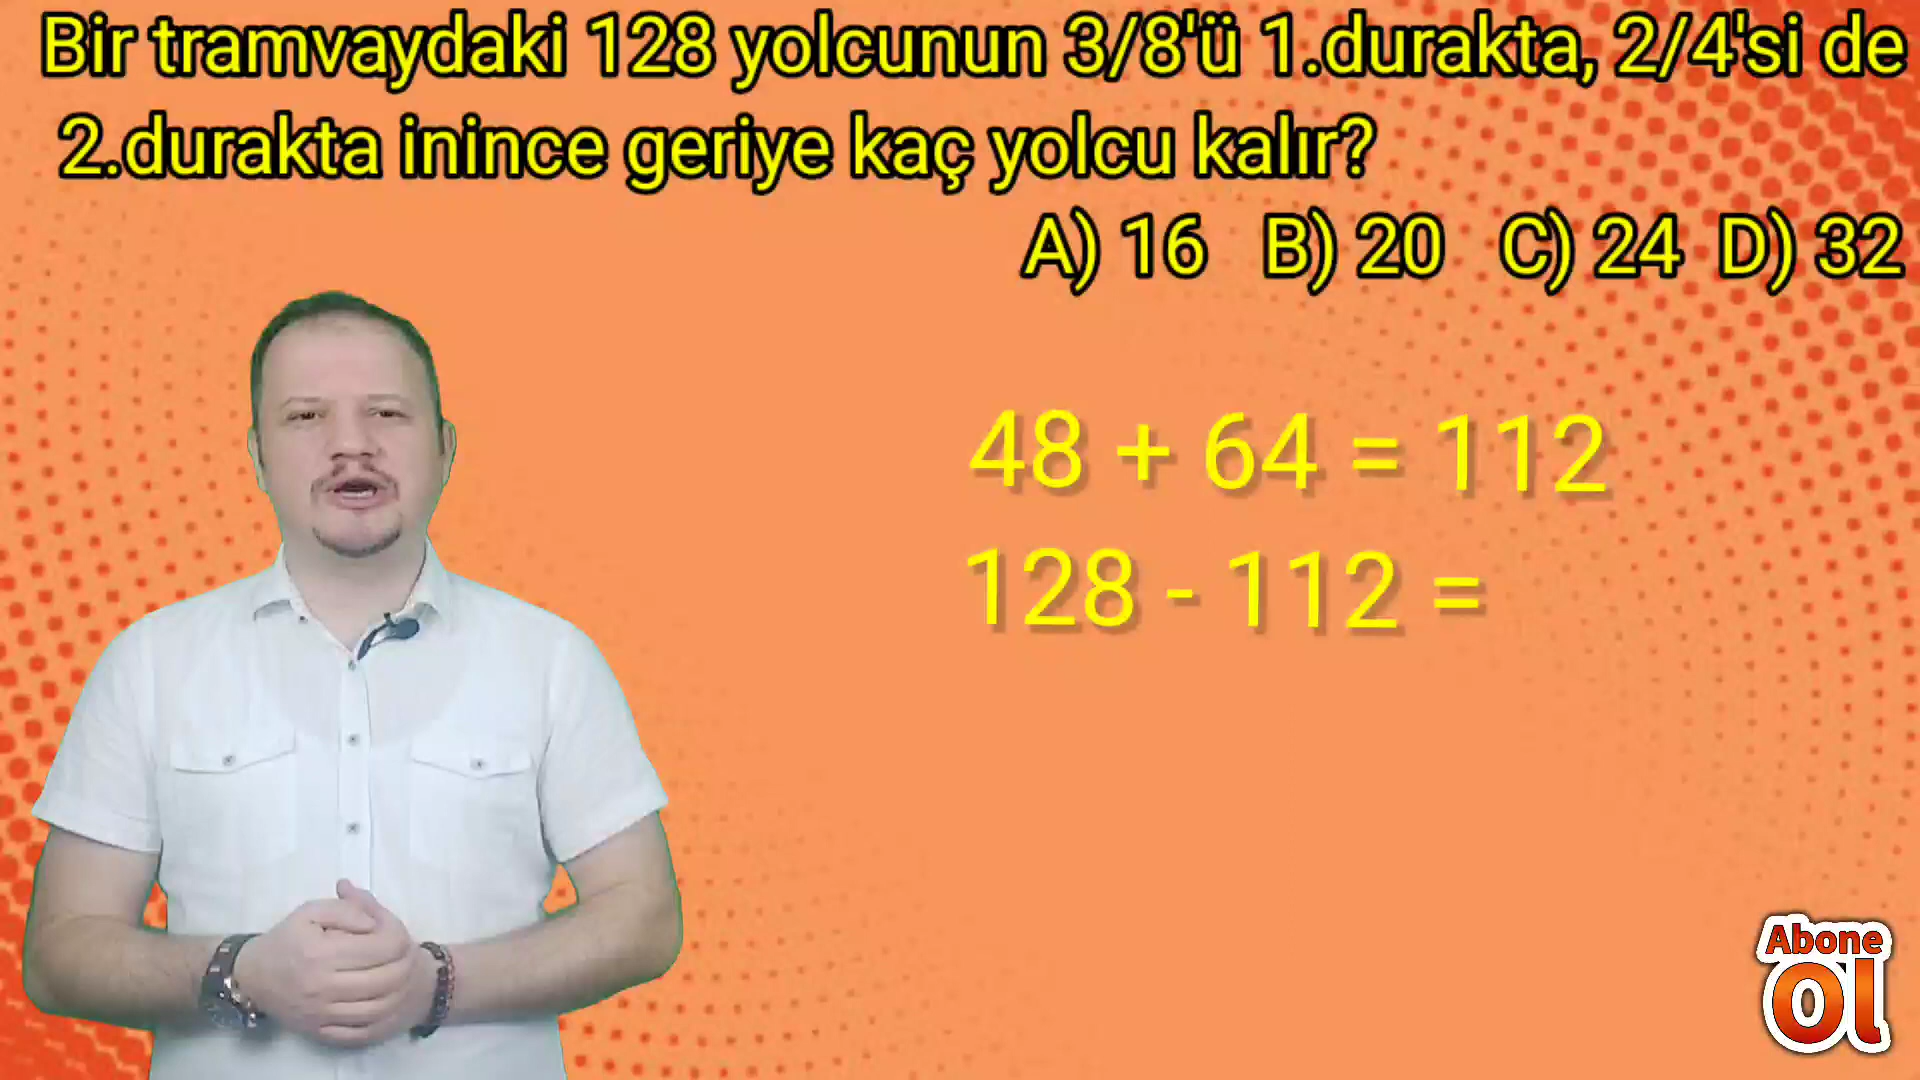 Bir tramvaydaki 128 yolcunun 3/8'ü 1.durakta, 2/4'si de
2.durakta inince geriye kaç yolcu kalır?
A) 16 B) 20 C) 24 D) 32
48 + 64 = 112
128 - 112 =
Abone
Ol